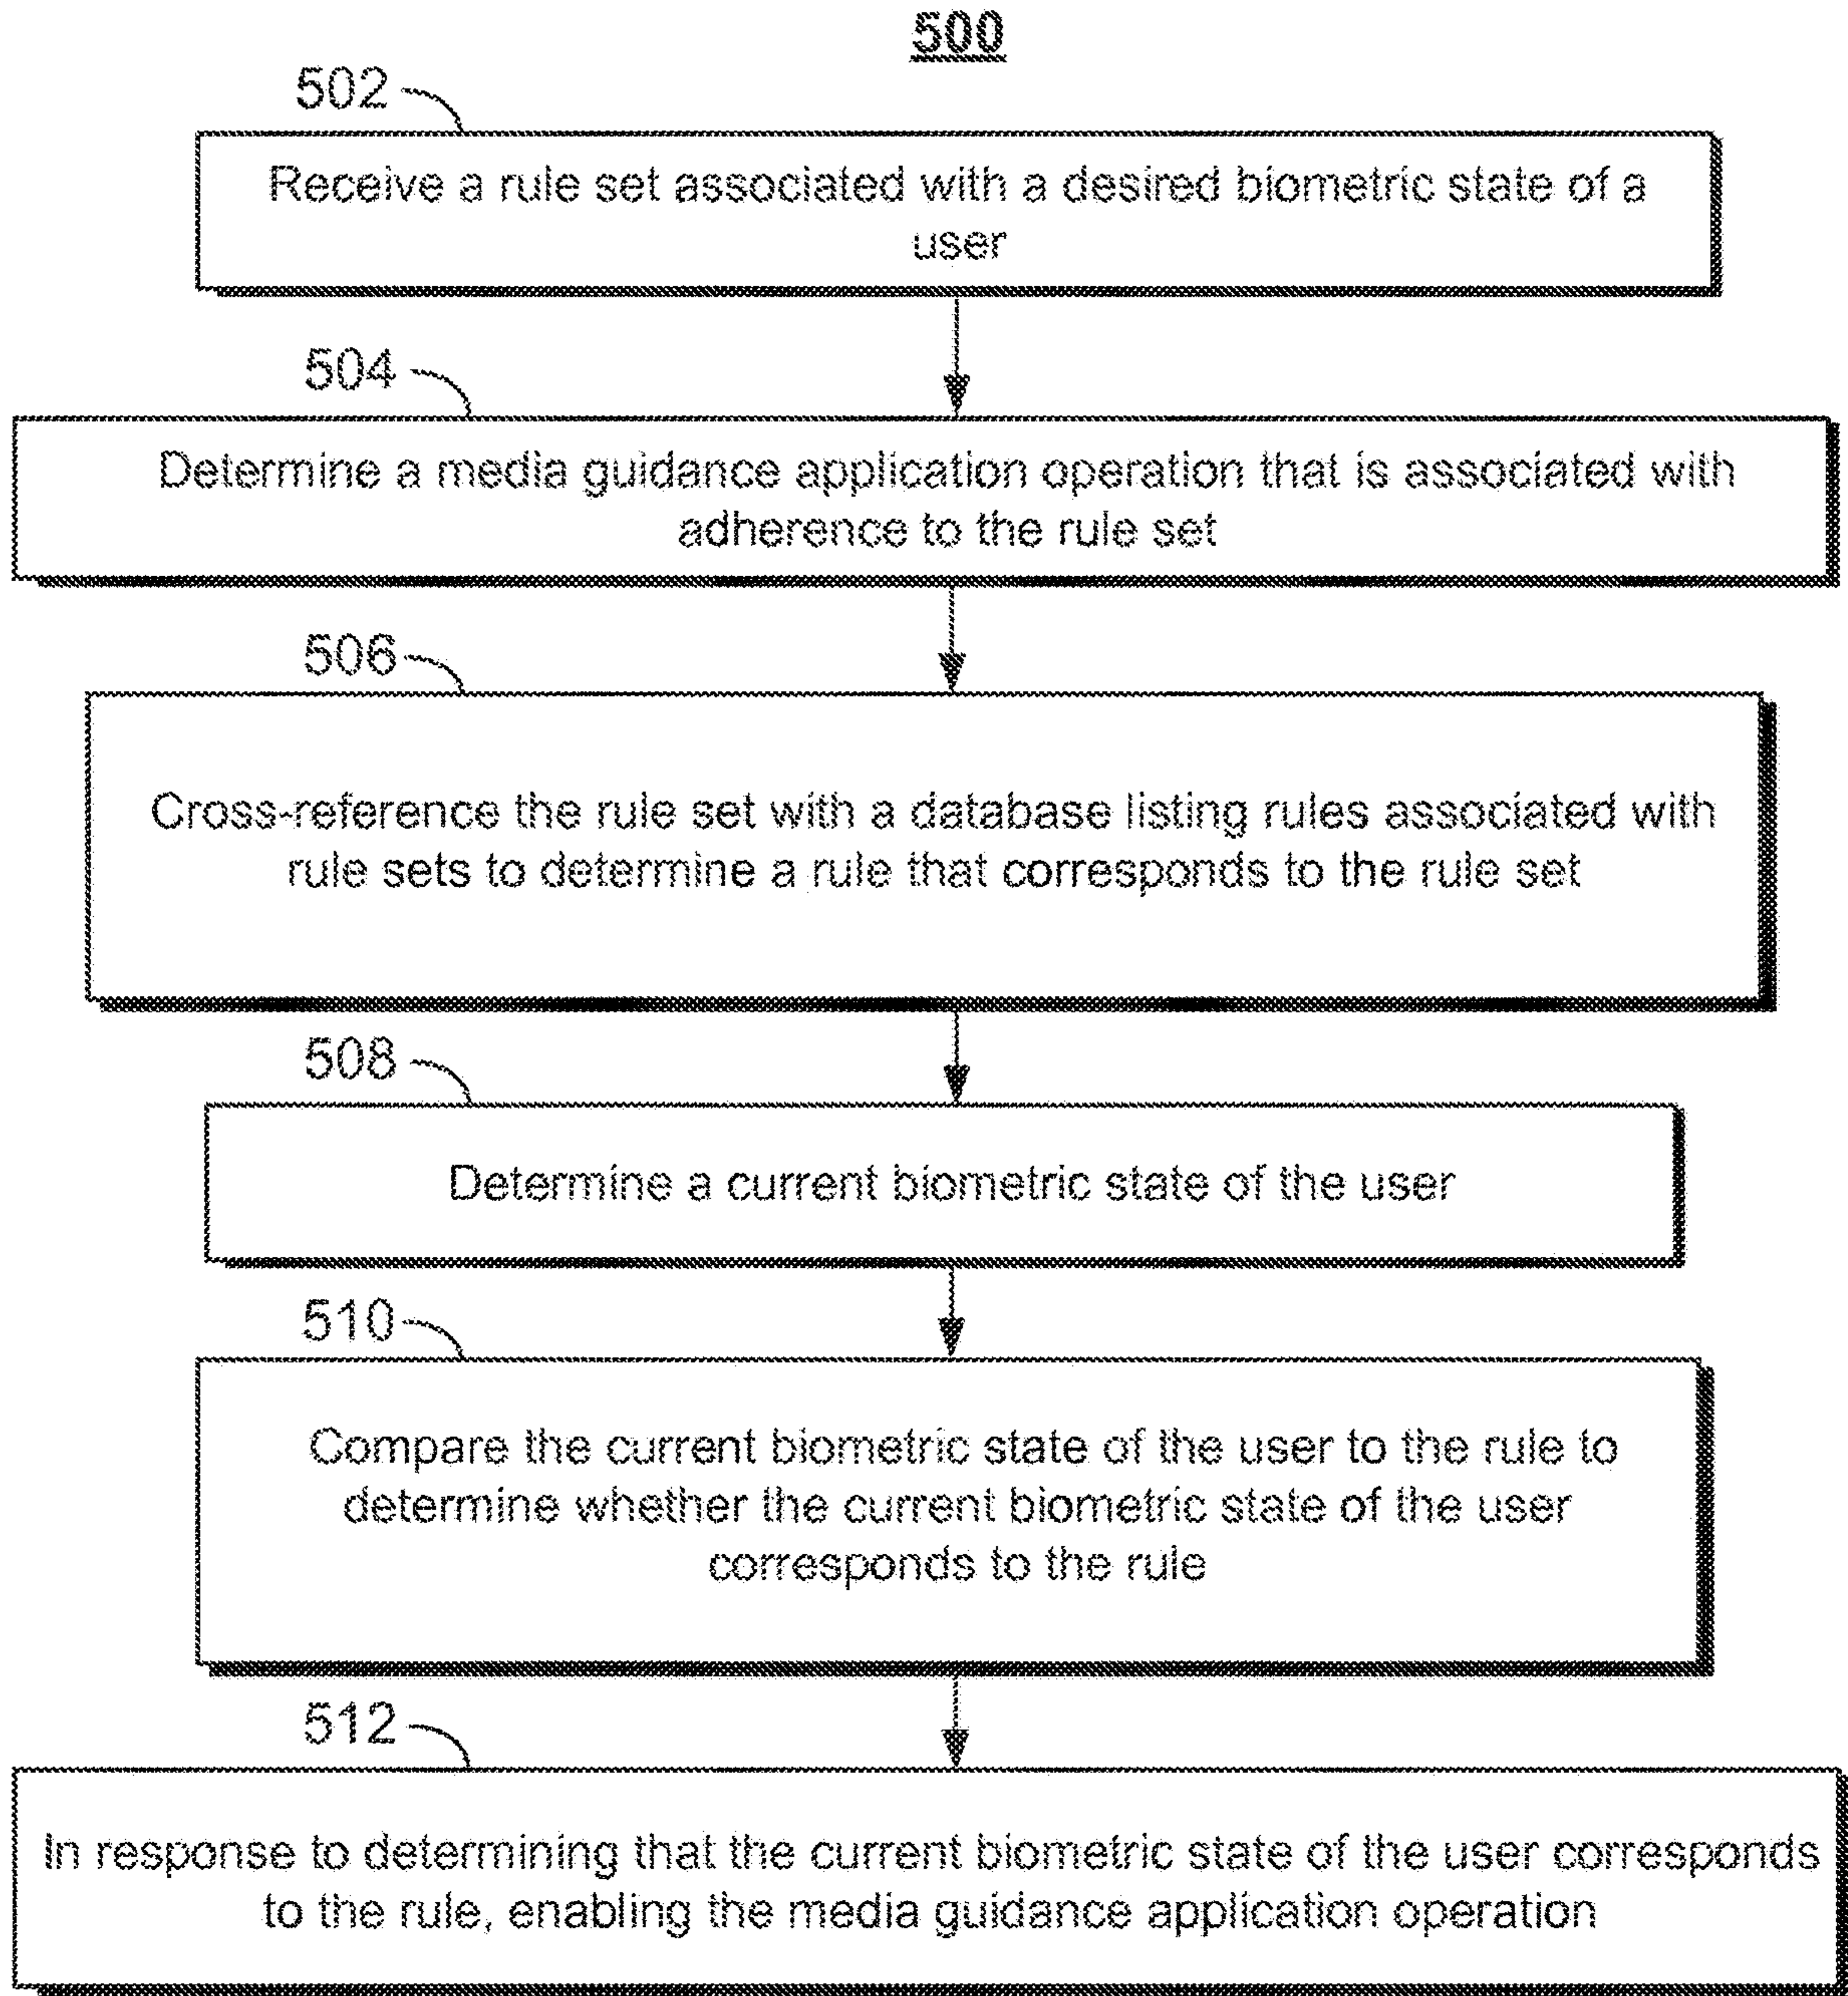 500
502
Receive a rule set associated with a desired biometric state of a
user
504
Determine a media guidance application operation that is associated with
adherence to the rule set
506
Cross-reference the rule set with a database listing rules associated with
rule sets to determine a rule that corresponds to the rule set
508
Determine a current biometric state of the user
510
Compare the current biometric state of the user to the rule to
determine whether the current biometric state of the user
corresponds to the rule
512
In response to determining that the current biometric state of the user corresponds
to the rule, enabling the media guidance application operation